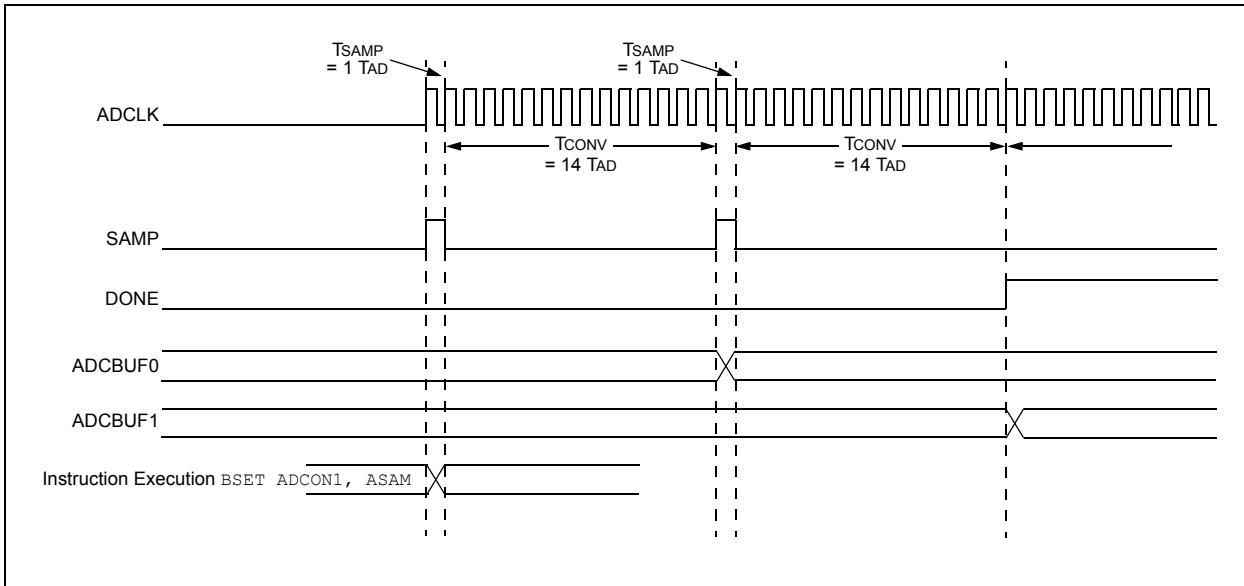 TSAMP
= 1 TAD
TSAMP
= 1 TAD
ADCLK
TCONV
= 14 TAD
TCONV
= 14 TAD
SAMP
DONE
ADCBUF0
ADCBUF1
Instruction Execution BSET ADCON1, ASAM